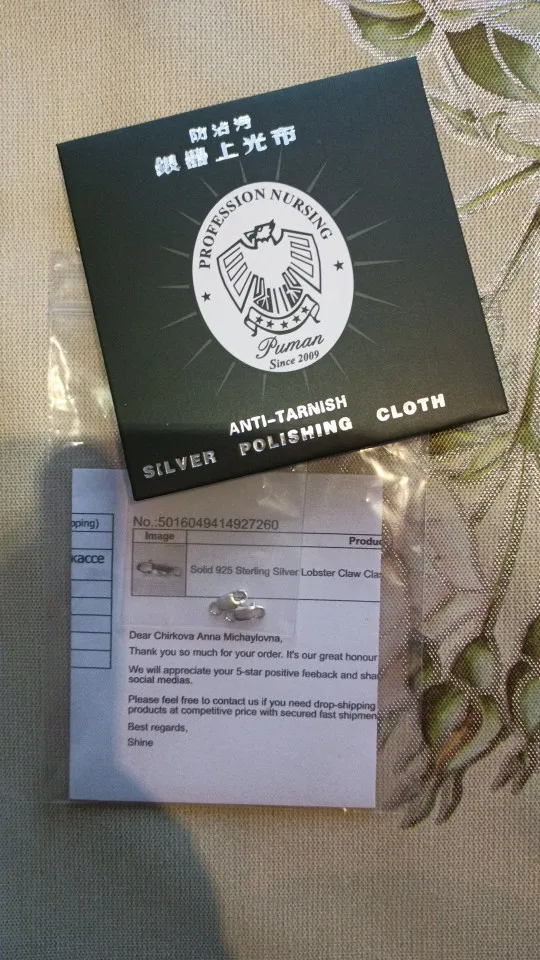 防沾污
銀器上光布
PROFESSION NURSING
Puman
Since 2009
ANTI-TARNISH
SILVER POLISHING CLOTH
pping)
кассе
No.:5016049414927260
Image
Produc
Solid 925 Sterling Silver Lobster Claw Cla
Dear Chirkova Anna Michaylovna,
Thank you so much for your order. It's our great honour
We will appreciate your 5-star positive feeback and sha
social medias.
Please feel free to contact us if you need drop-shipping
products at competitive price with secured fast shipmen
Best regards,
Shine